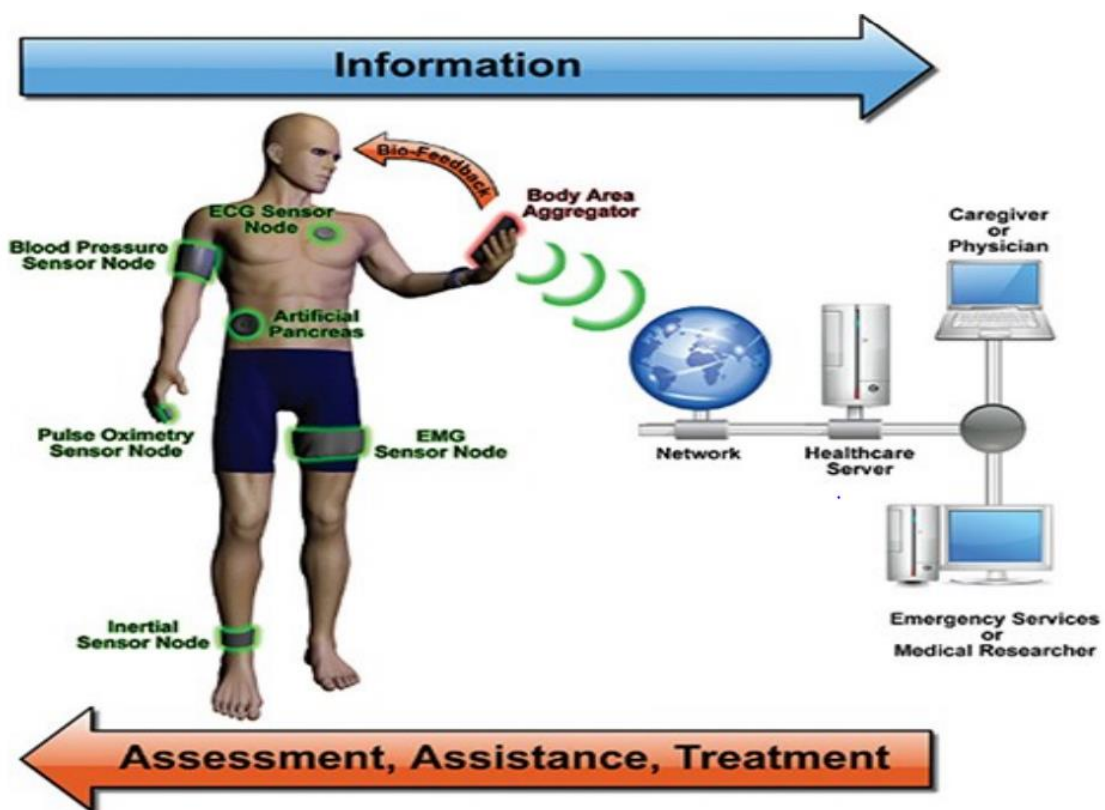 Information
Bio-Feedback
Body Area
Aggregator
ECG Sensor
Node
Blood Pressure
Sensor Node
Artificial
Pancreas
Pulse Oximetry
Sensor Node
EMG
Sensor Node
Inertial
Sensor Node
Caregiver
or
Physician
Network
Healthcare
Server
Emergency Services
or
Medical Researcher
Assessment, Assistance, Treatment